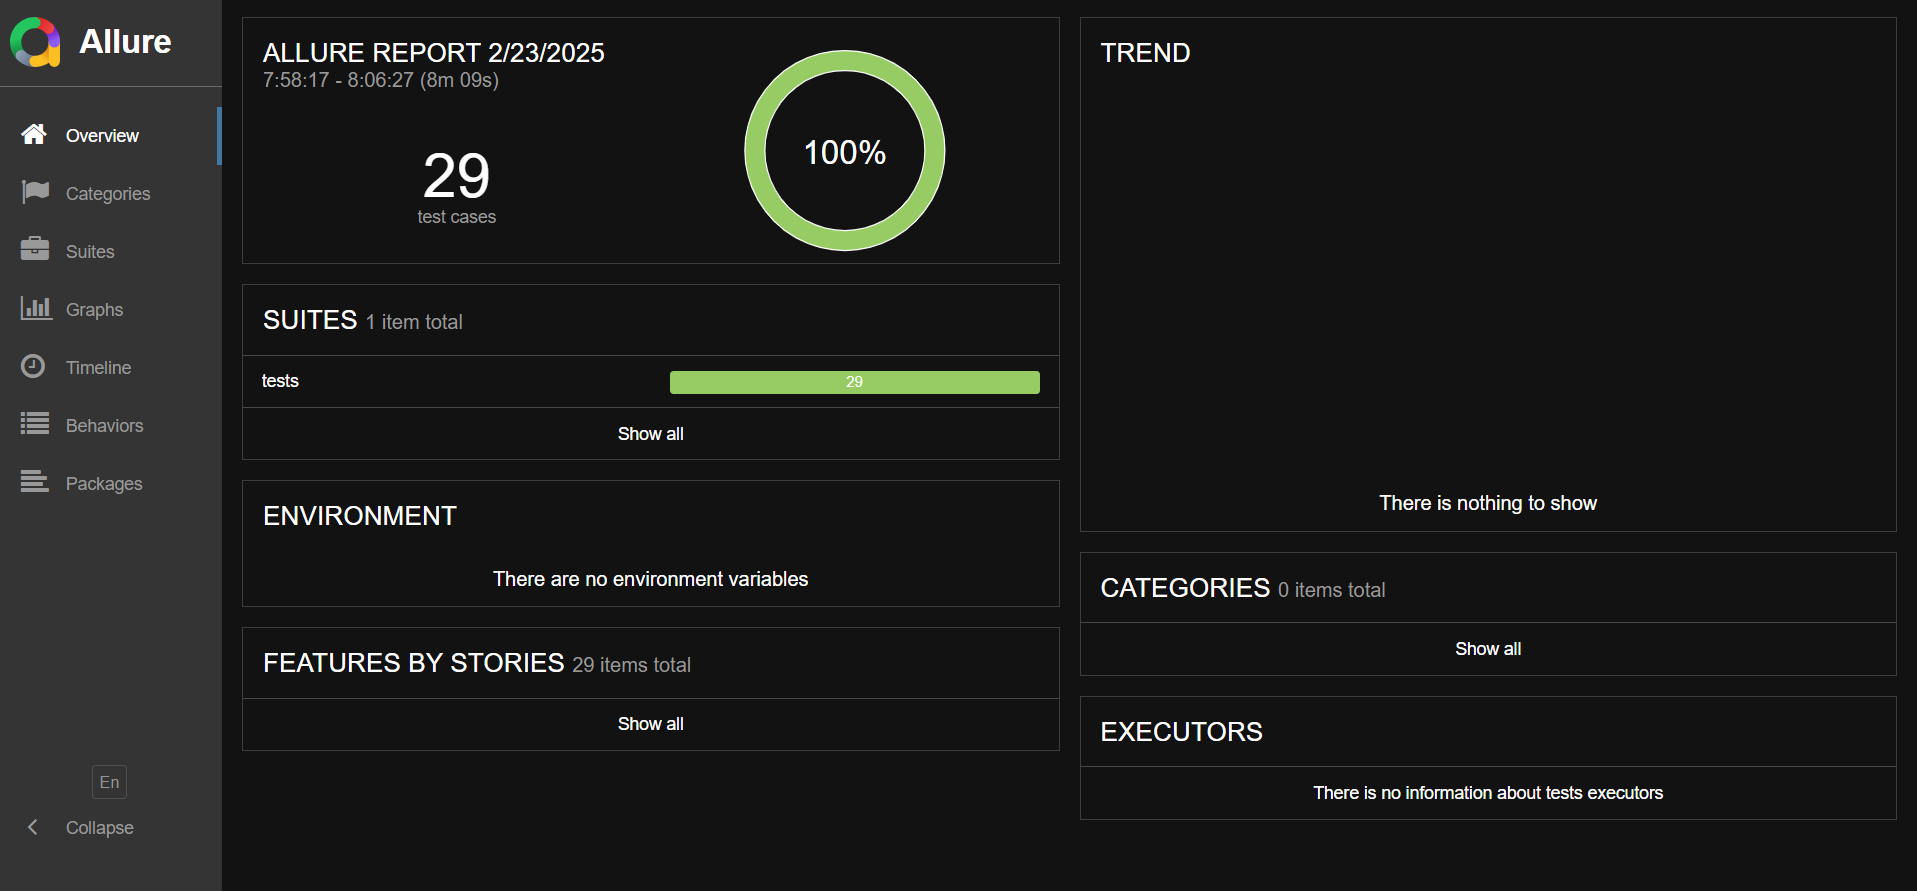 Allure
Overview
Categories
Suites
Graphs
Timeline
Behaviors
Packages
En
Collapse
ALLURE REPORT 2/23/2025
7:58:17 - 8:06:27 (8m 09s)
29
test cases
100%
SUITES 1 item total
tests 29
Show all
ENVIRONMENT
There are no environment variables
FEATURES BY STORIES 29 items total
Show all
TREND
There is nothing to show
CATEGORIES 0 items total
Show all
EXECUTORS
There is no information about tests executors